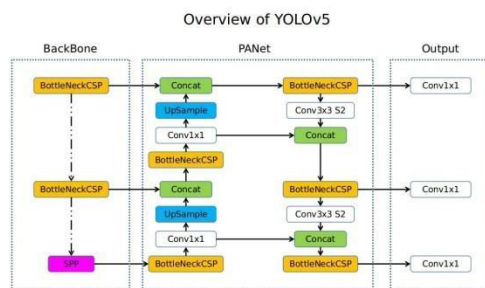 Overview of YOLOv5
BackBone
PANet
Output
BottleNeckCSP
Concat
BottleNeckCSP
Conv1x1
UpSample
Conv3x3 S2
Conv1x1
Concat
BottleNeckCSP
BottleNeckCSP
Concat
BottleNeckCSP
Conv1x1
UpSample
Conv3x3 S2
Conv1x1
Concat
SPP
BottleNeckCSP
BottleNeckCSP
Conv1x1